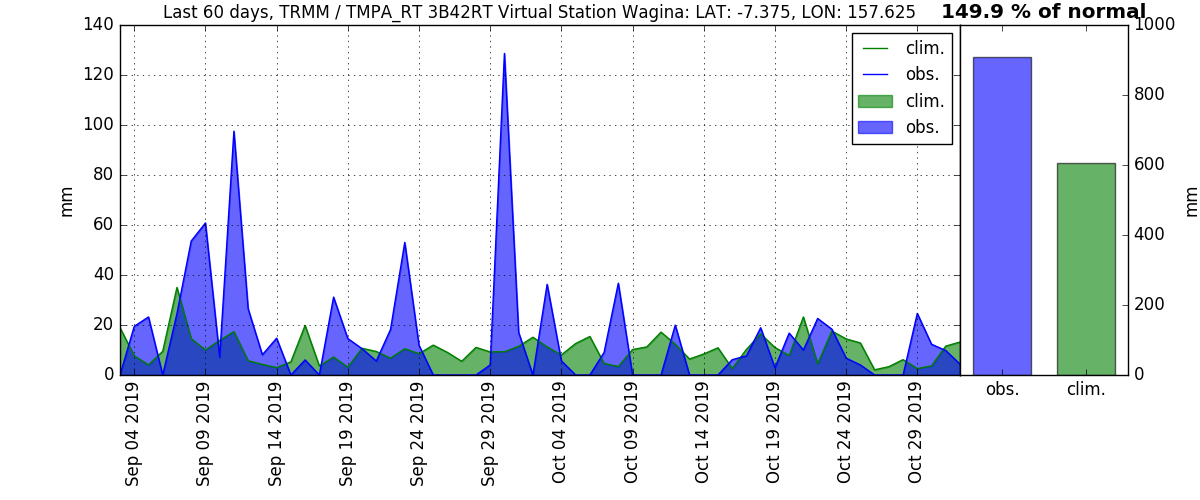 Last 60 days, TRMM / TMPA_RT 3B42RT Virtual Station Wagina: LAT: -7.375, LON: 157.625
149.9 % of normal
140
120
100
80
60
40
20
0
mm
clim.
obs.
clim.
obs.
1000
800
600
400
200
0
mm
Sep 04 2019
Sep 09 2019
Sep 14 2019
Sep 19 2019
Sep 24 2019
Sep 29 2019
Oct 04 2019
Oct 09 2019
Oct 14 2019
Oct 19 2019
Oct 24 2019
Oct 29 2019
obs.
clim.